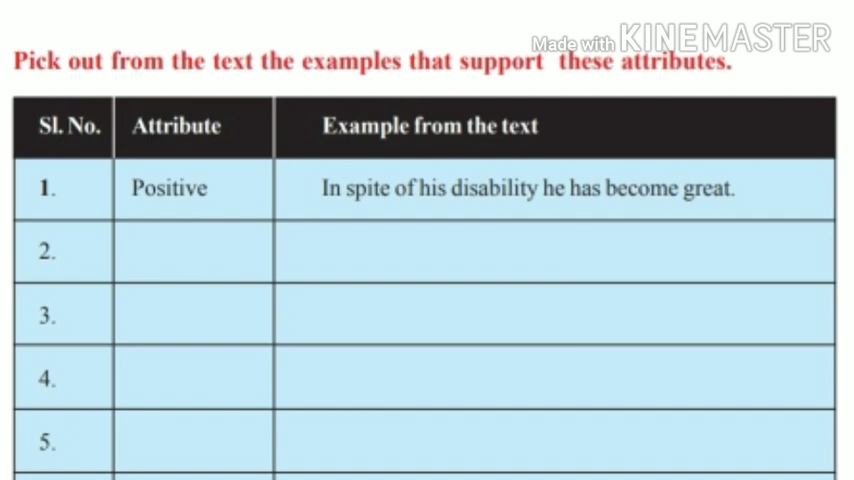 Made with KINEMASTER
Pick out from the text the examples that support these attributes.
Sl. No. Attribute Example from the text
1. Positive In spite of his disability he has become great.
2.
3.
4.
5.